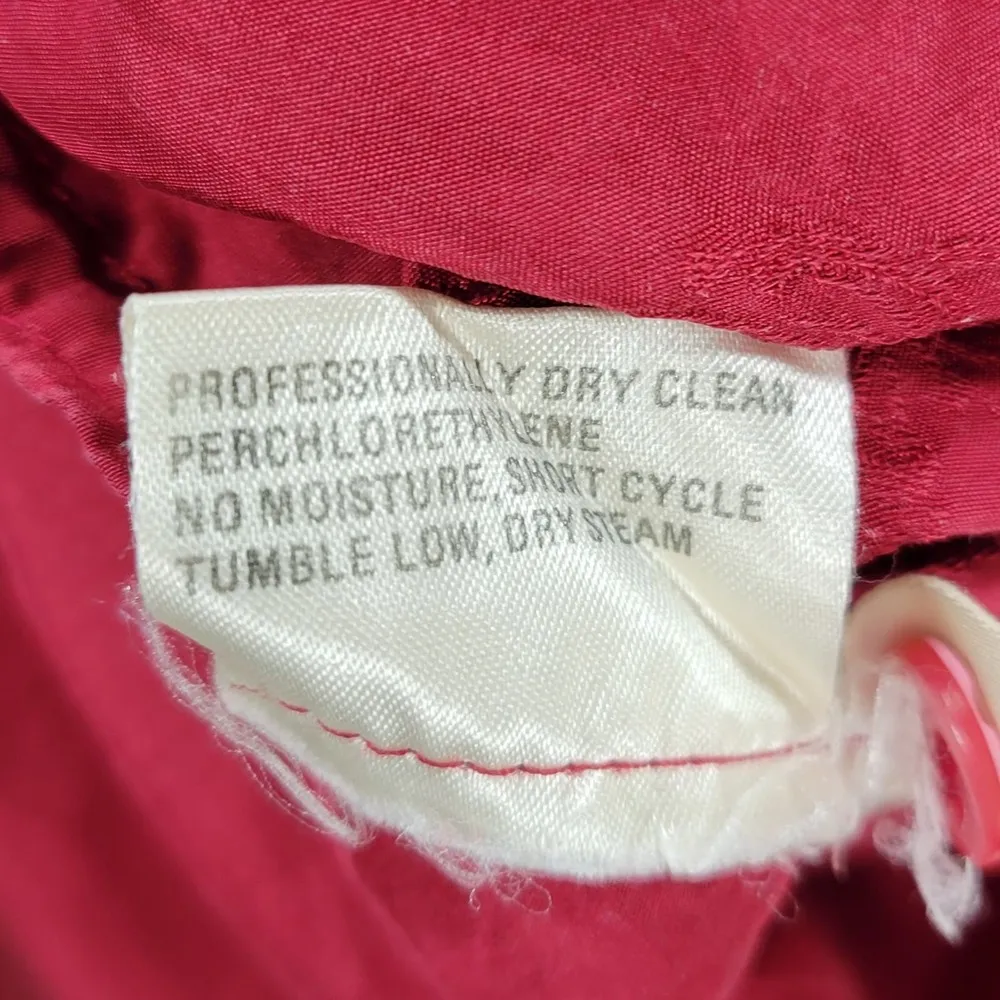 PROFESSIONALLY DRY CLEAN
PERCHLORETHYLENE
NO MOISTURE, SHORT CYCLE
TUMBLE LOW, DRY STEAM